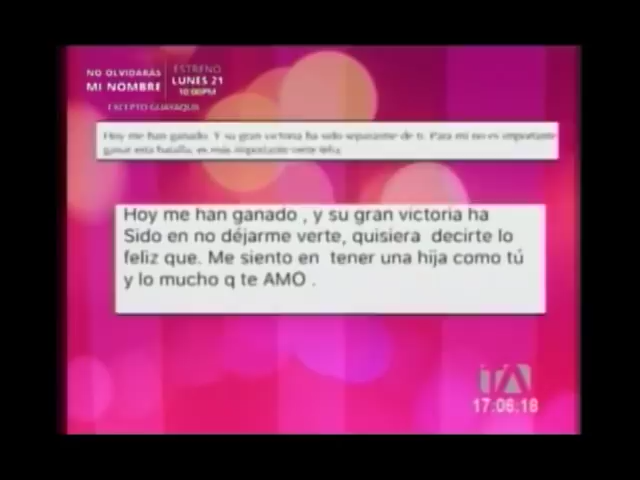 NO OLVIDARÁS
MI NOMBRE
ESTRENO
LUNES 21
10:00PM
EXCEPTO GUAYAQUIL
Hoy me han ganado. Y su gran victoria ha sido separarme de ti. Para mi no es importante
ganar esta batalla, es más importante verte feliz
Hoy me han ganado , y su gran victoria ha
Sido en no déjarme verte, quisiera decirte lo
feliz que. Me siento en tener una hija como tú
y lo mucho q te AMO .
TA
17:06:18